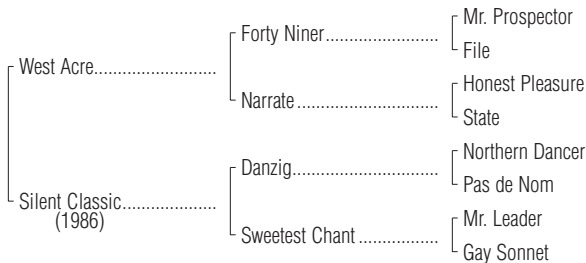 Mr. Prospector
Forty Niner
File
West Acre
Honest Pleasure
Narrate
State
Northern Dancer
Danzig
Pas de Nom
Silent Classic
(1986)
Mr. Leader
Sweetest Chant
Gay Sonnet